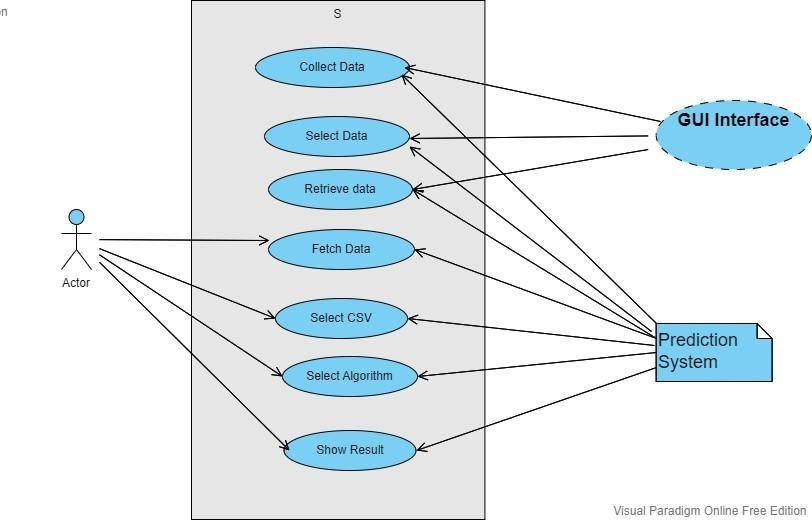 on
S
Collect Data
Select Data
Retrieve data
Fetch Data
Select CSV
Select Algorithm
Show Result
Actor
GUI Interface
Prediction
System
Visual Paradigm Online Free Edition